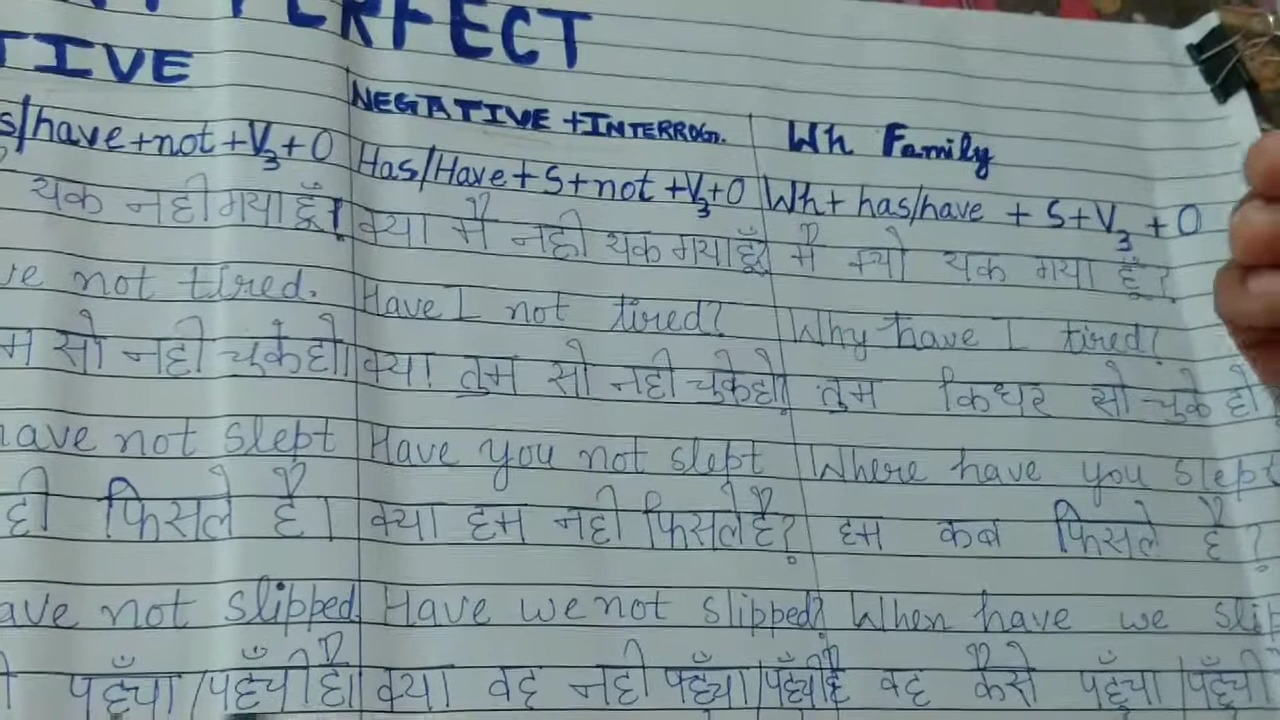 PERFECT
TIVE
NEGATIVE + INTERROGN.
Wh Family
s/have+not+V3+O
Has/Have+S+not+V3+O
Wh+ has/have + S+V3+O
थक नही गया हूँ।
क्या मैं नही थक गया हूँ?
मैं क्यो थक गया हूँ?
ve not tired.
Have I not tired?
Why have I tired?
म सो नही चुके हो।
क्या तुम सो नही चुके हो?
तुम किधर सो चुके हो
have not slept
Have you not slept
Where have you slept
ही फिसले है।
क्या हम नही फिसले है?
हम कब फिसले है?
ave not slipped
Have we not slipped?
When have we slip
पहुँचा/पहुँची है।
क्या वह नही पहुँचा/पहुँची है
वह कैसे पहुँचा/पहुँची